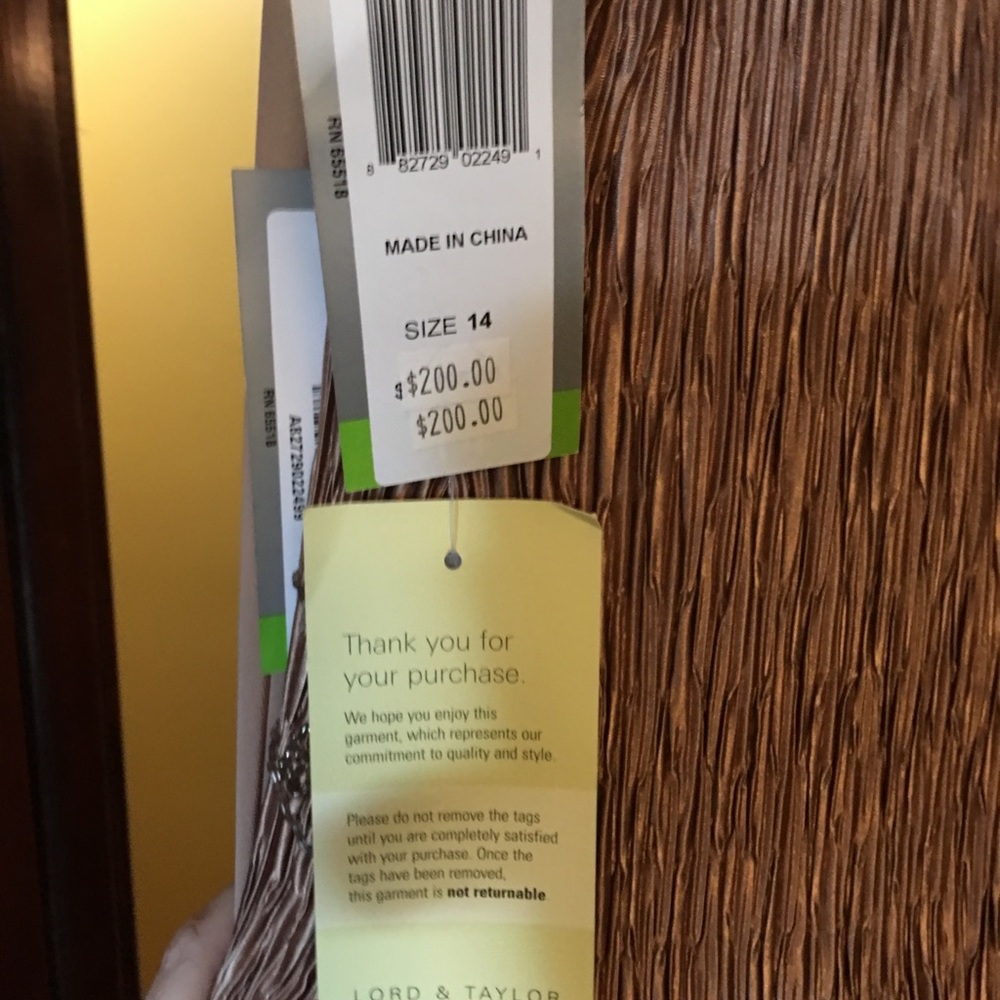 8 82729 02249 1
RN 65518
MADE IN CHINA
SIZE 14
$$200.00
$200.00
RN 65518
A82729022499
Thank you for
your purchase.
We hope you enjoy this
garment, which represents our
commitment to quality and style.
Please do not remove the tags
until you are completely satisfied
with your purchase. Once the
tags have been removed,
this garment is not returnable.
LORD & TAYLOR